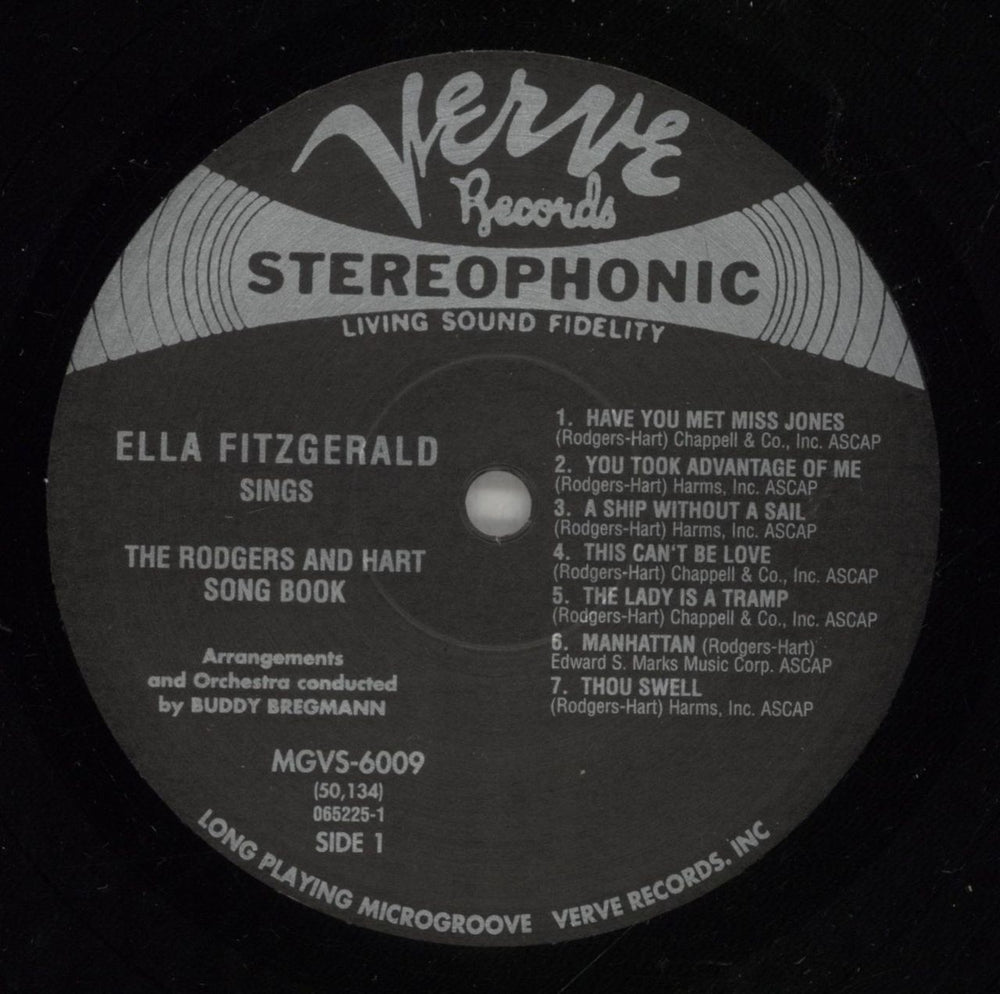 Verve
Records
STEREOPHONIC
LIVING SOUND FIDELITY
ELLA FITZGERALD
SINGS
THE RODGERS AND HART
SONG BOOK
Arrangements
and Orchestra conducted
by BUDDY BREGMANN
MGVS-6009
(50,134)
065225-1
SIDE 1
1. HAVE YOU MET MISS JONES
(Rodgers-Hart) Chappell & Co., Inc. ASCAP
2. YOU TOOK ADVANTAGE OF ME
(Rodgers-Hart) Harms, Inc. ASCAP
3. A SHIP WITHOUT A SAIL
(Rodgers-Hart) Harms, Inc. ASCAP
4. THIS CAN'T BE LOVE
(Rodgers-Hart) Chappell & Co., Inc. ASCAP
5. THE LADY IS A TRAMP
(Rodgers-Hart) Chappell & Co., Inc. ASCAP
6. MANHATTAN (Rodgers-Hart)
Edward S. Marks Music Corp. ASCAP
7. THOU SWELL
(Rodgers-Hart) Harms, Inc. ASCAP
LONG PLAYING MICROGROOVE VERVE RECORDS. INC